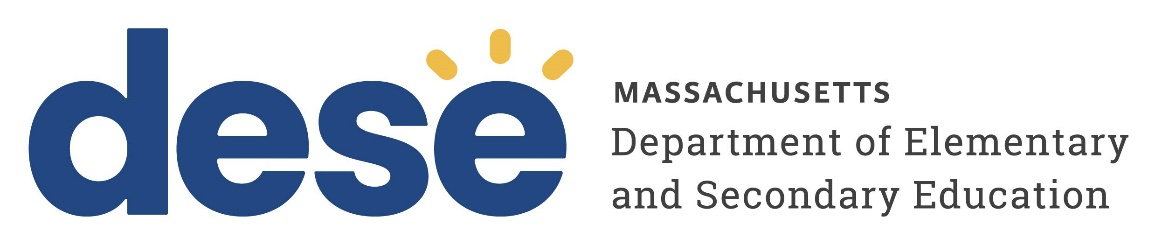 dese
MASSACHUSETTS
Department of Elementary
and Secondary Education